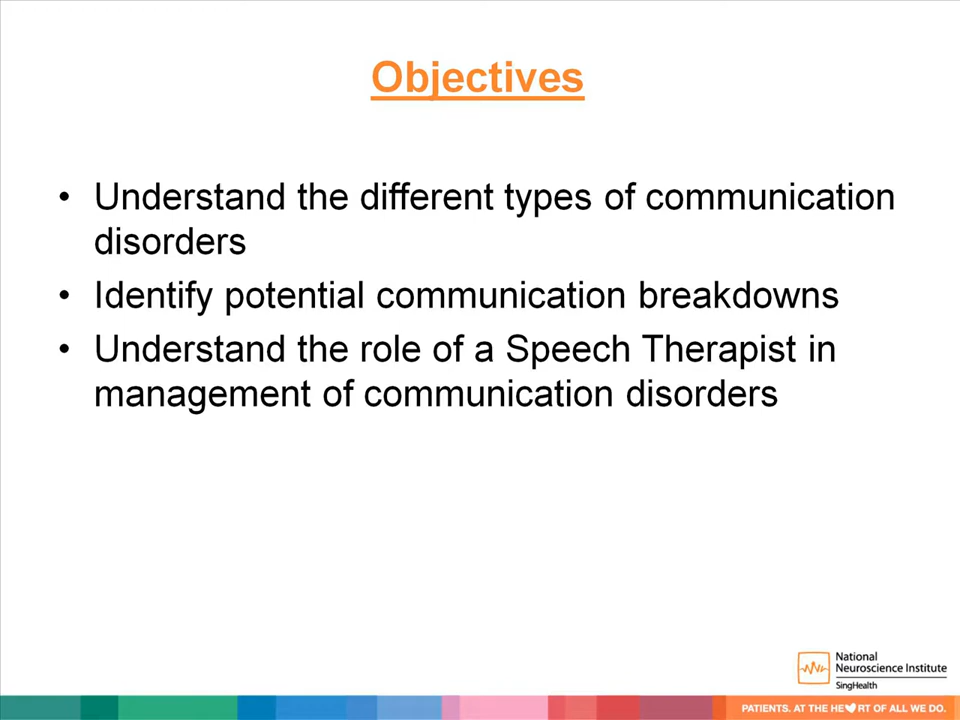 Objectives
• Understand the different types of communication
disorders
• Identify potential communication breakdowns
• Understand the role of a Speech Therapist in
management of communication disorders
National
Neuroscience Institute
SingHealth
PATIENTS. AT THE HE♥RT OF ALL WE DO.